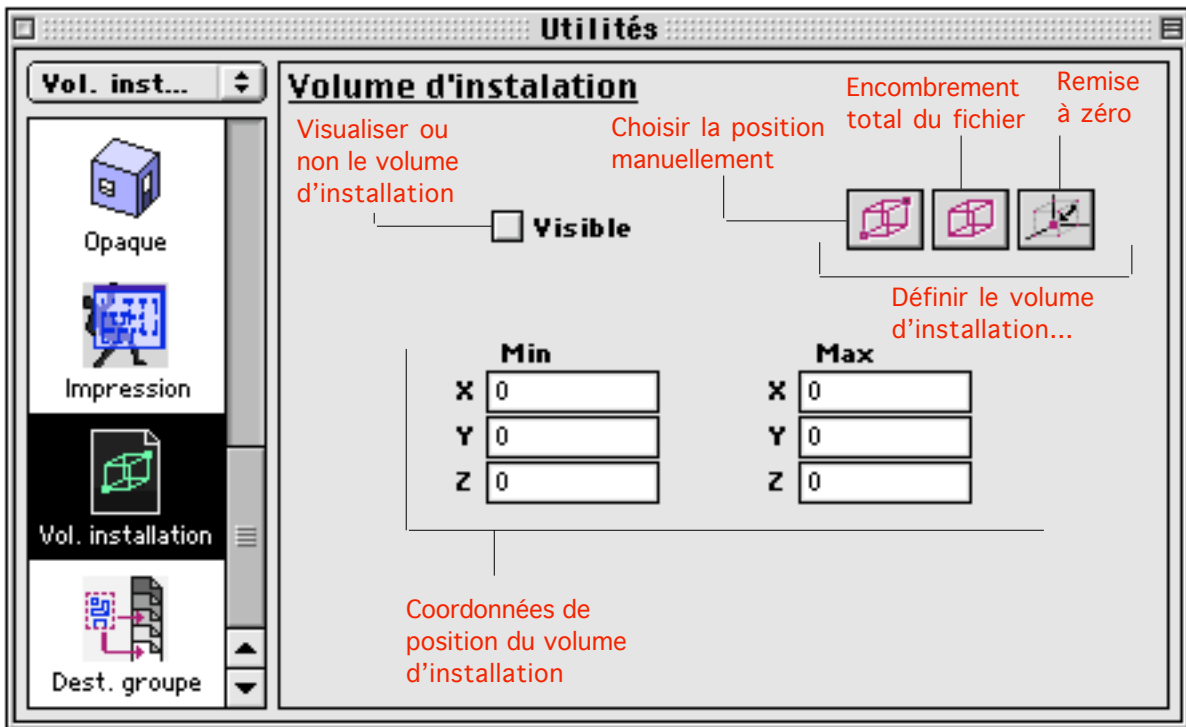 Utilités
Vol. inst...
Opaque
Impression
Vol. installation
Dest. groupe
Volume d'instalation
Visualiser ou
non le volume
d'installation
Choisir la position
manuellement
Encombrement
total du fichier
Remise
à zéro
Visible
Définir le volume
d'installation...
Min
Max
X 0
X 0
Y 0
Y 0
Z 0
Z 0
Coordonnées de
position du volume
d'installation